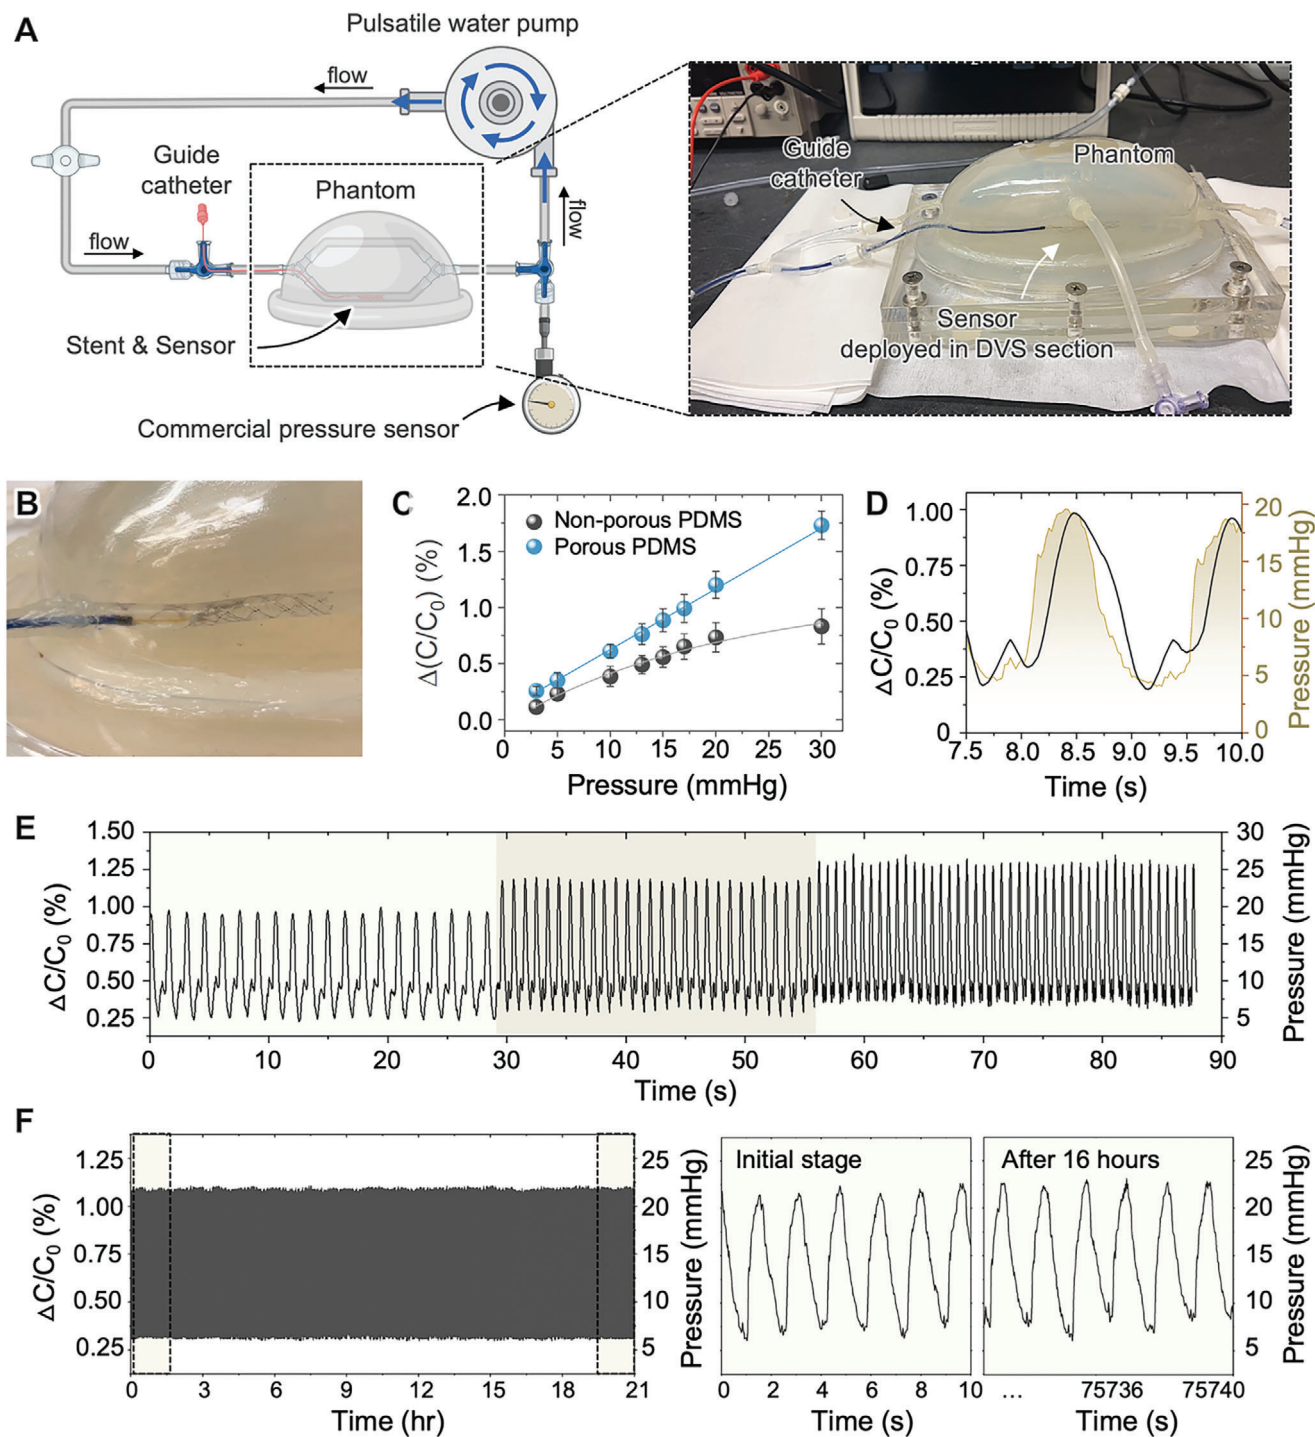 A
Pulsatile water pump
flow
Guide
catheter
Phantom
flow
flow
Stent & Sensor
Commercial pressure sensor
Guide
catheter
Phantom
Sensor
deployed in DVS section
B
C
2.0
1.5
1.0
0.5
0.0
Δ(C/C0) (%)
Non-porous PDMS
Porous PDMS
0 5 10 15 20 25 30
Pressure (mmHg)
D
1.00
0.75
0.50
0.25
0
ΔC/C0 (%)
20
15
10
5
0
Pressure (mmHg)
7.5 8.0 8.5 9.0 9.5 10.0
Time (s)
E
1.50
1.25
1.00
0.75
0.50
0.25
ΔC/C0 (%)
30
25
20
15
10
5
Pressure (mmHg)
0 10 20 30 40 50 60 70 80 90
Time (s)
F
1.25
1.00
0.75
0.50
0.25
ΔC/C0 (%)
25
20
15
10
5
Pressure (mmHg)
0 3 6 9 12 15 18 21
Time (hr)
Initial stage
0 2 4 6 8 10
Time (s)
After 16 hours
... 75736 75740
Time (s)
25
20
15
10
5
Pressure (mmHg)